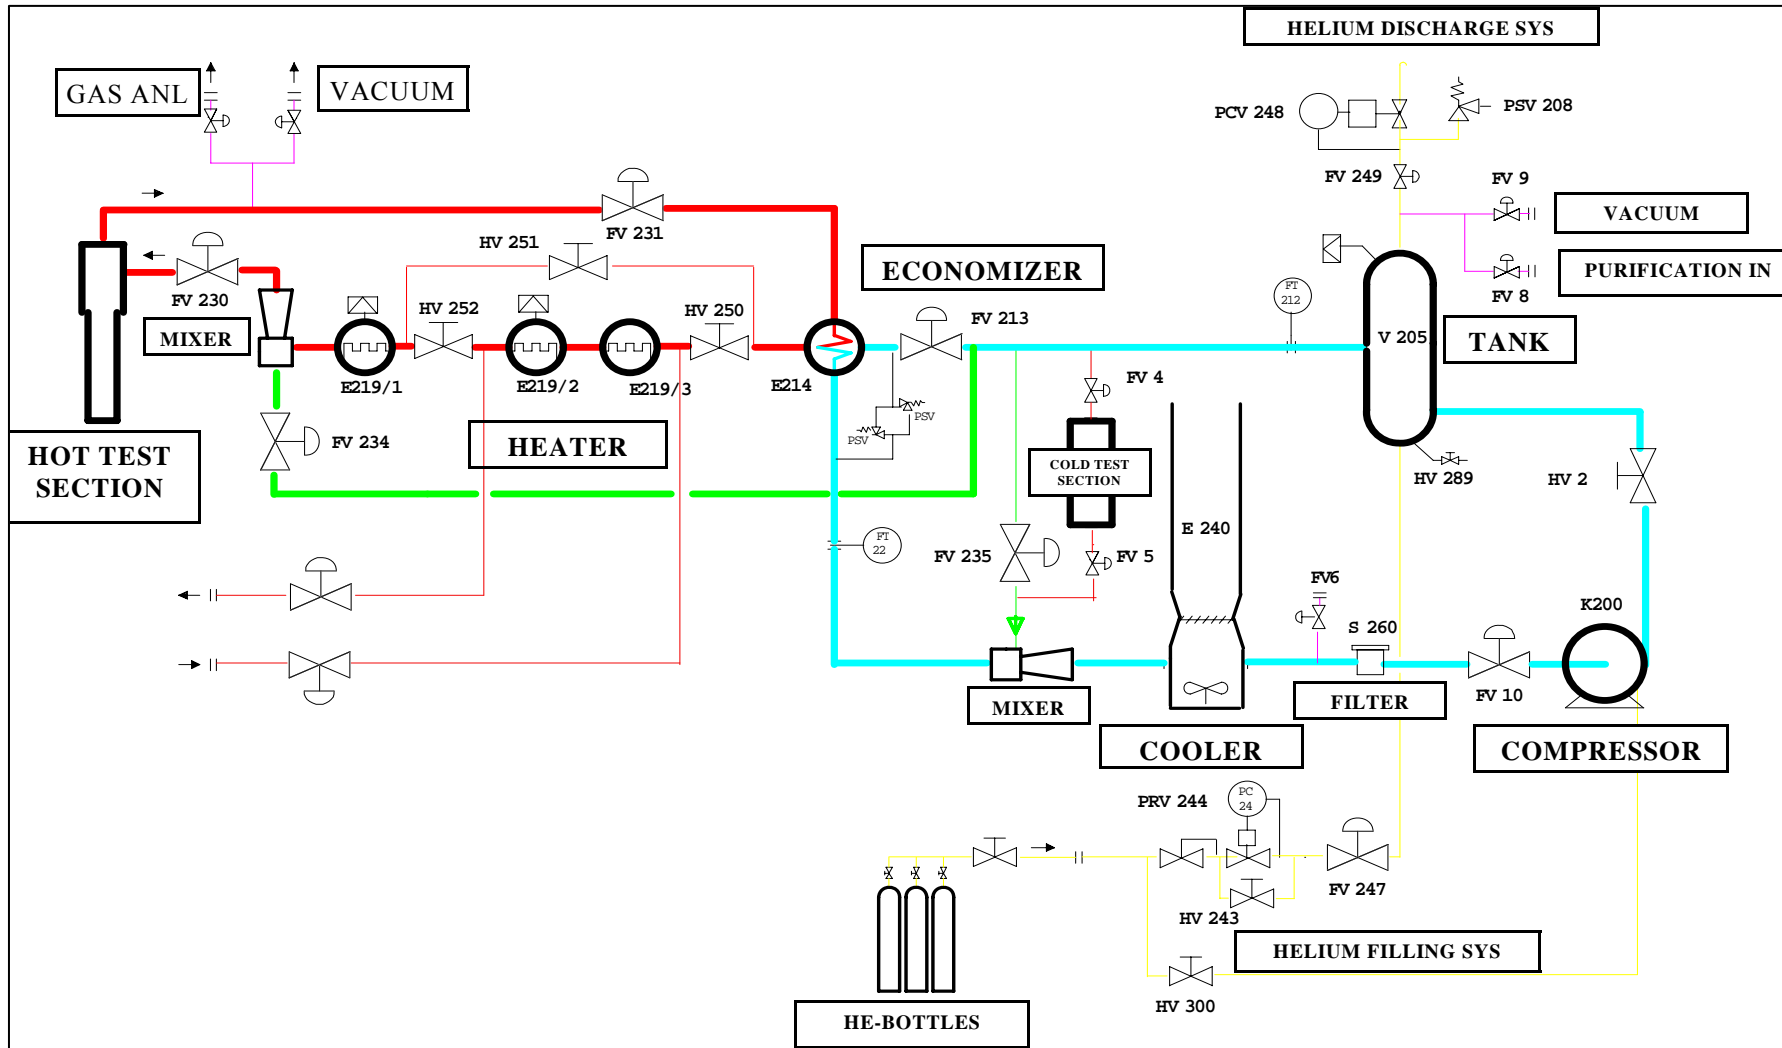 HELIUM DISCHARGE SYS
GAS ANL
VACUUM
PCV 248
PSV 208
FV 249
FV 9
VACUUM
FV 231
HV 251
ECONOMIZER
FT
212
PURIFICATION IN
FV 8
FV 230
MIXER
HV 252
HV 250
FV 213
V 205
TANK
E219/1
E219/2
E219/3
E214
FV 4
PSV
PSV
FV 234
HEATER
HOT TEST
SECTION
COLD TEST
SECTION
HV 289
HV 2
FT
22
FV 235
FV 5
E 240
FV6
K200
S 260
MIXER
FILTER
FV 10
COOLER
COMPRESSOR
PRV 244
PC
24
FV 247
HV 243
HELIUM FILLING SYS
HV 300
HE-BOTTLES